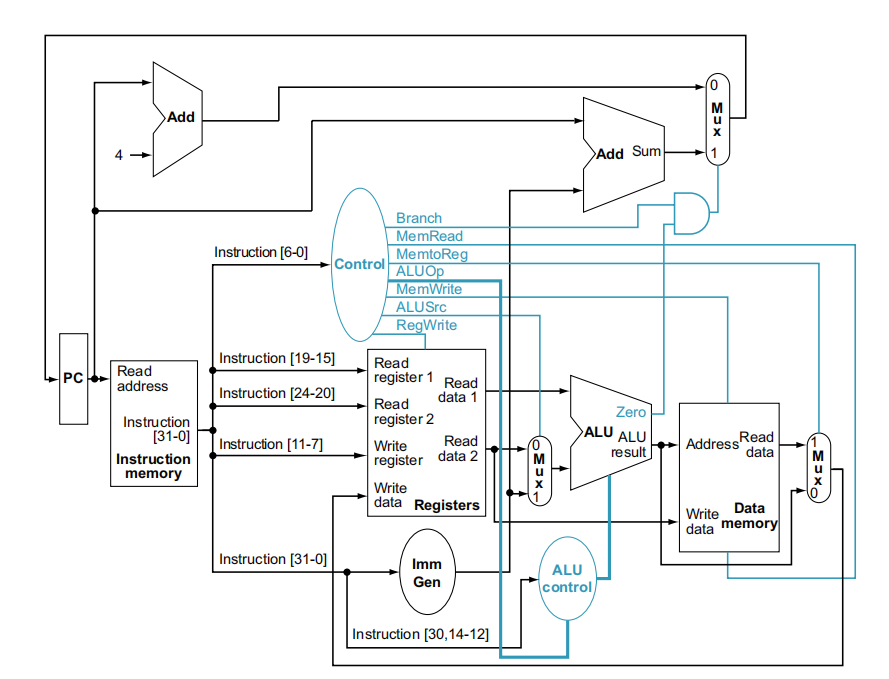 Add
4
Add Sum
0
M
u
x
1
Branch
MemRead
MemtoReg
ALUOp
MemWrite
ALUSrc
RegWrite
Control
Instruction [6-0]
Instruction [19-15]
Instruction [24-20]
Instruction [11-7]
Instruction [31-0]
Instruction [30,14-12]
PC
Read
address
Instruction
[31-0]
Instruction
memory
Read
register 1
Read
register 2
Write
register
Write
data
Read
data 1
Read
data 2
Registers
Imm
Gen
0
M
u
x
1
Zero
ALU
ALU
result
ALU
control
Address
Read
data
Write
data
Data
memory
1
M
u
x
0